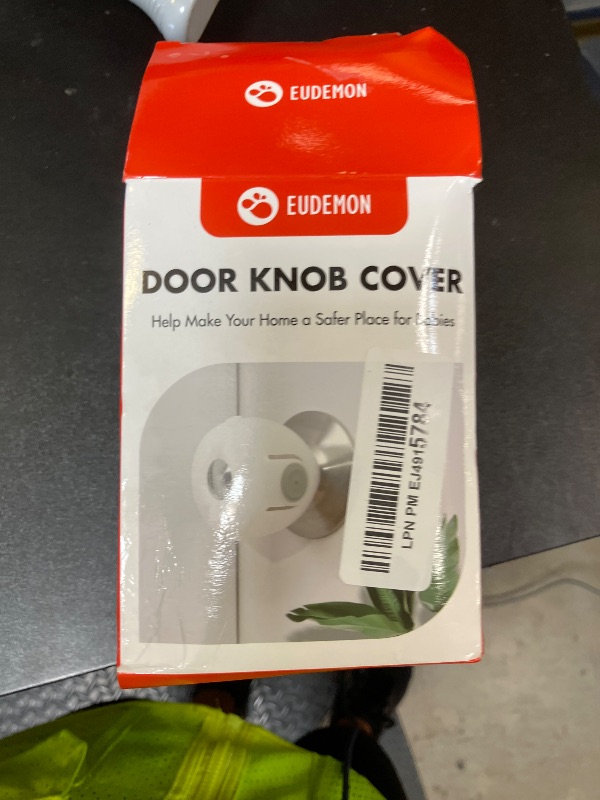 EUDEMON
EUDEMON
DOOR KNOB COVER
Help Make Your Home a Safer Place for Babies
LPN PM EJ4915784